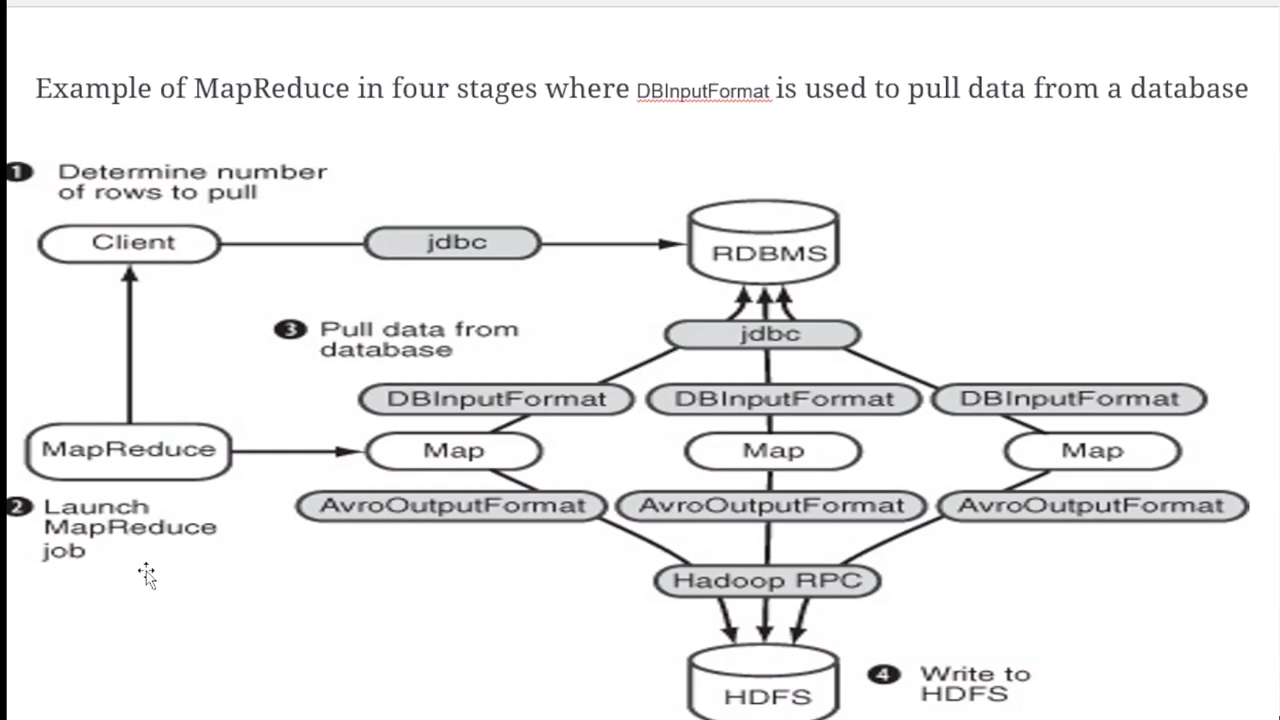 Example of MapReduce in four stages where DBInputFormat is used to pull data from a database
1 Determine number
of rows to pull
Client
jdbc
RDBMS
3 Pull data from
database
jdbc
DBInputFormat DBInputFormat DBInputFormat
MapReduce
Map Map Map
2 Launch
MapReduce
job
AvroOutputFormat AvroOutputFormat AvroOutputFormat
Hadoop RPC
HDFS
4 Write to
HDFS